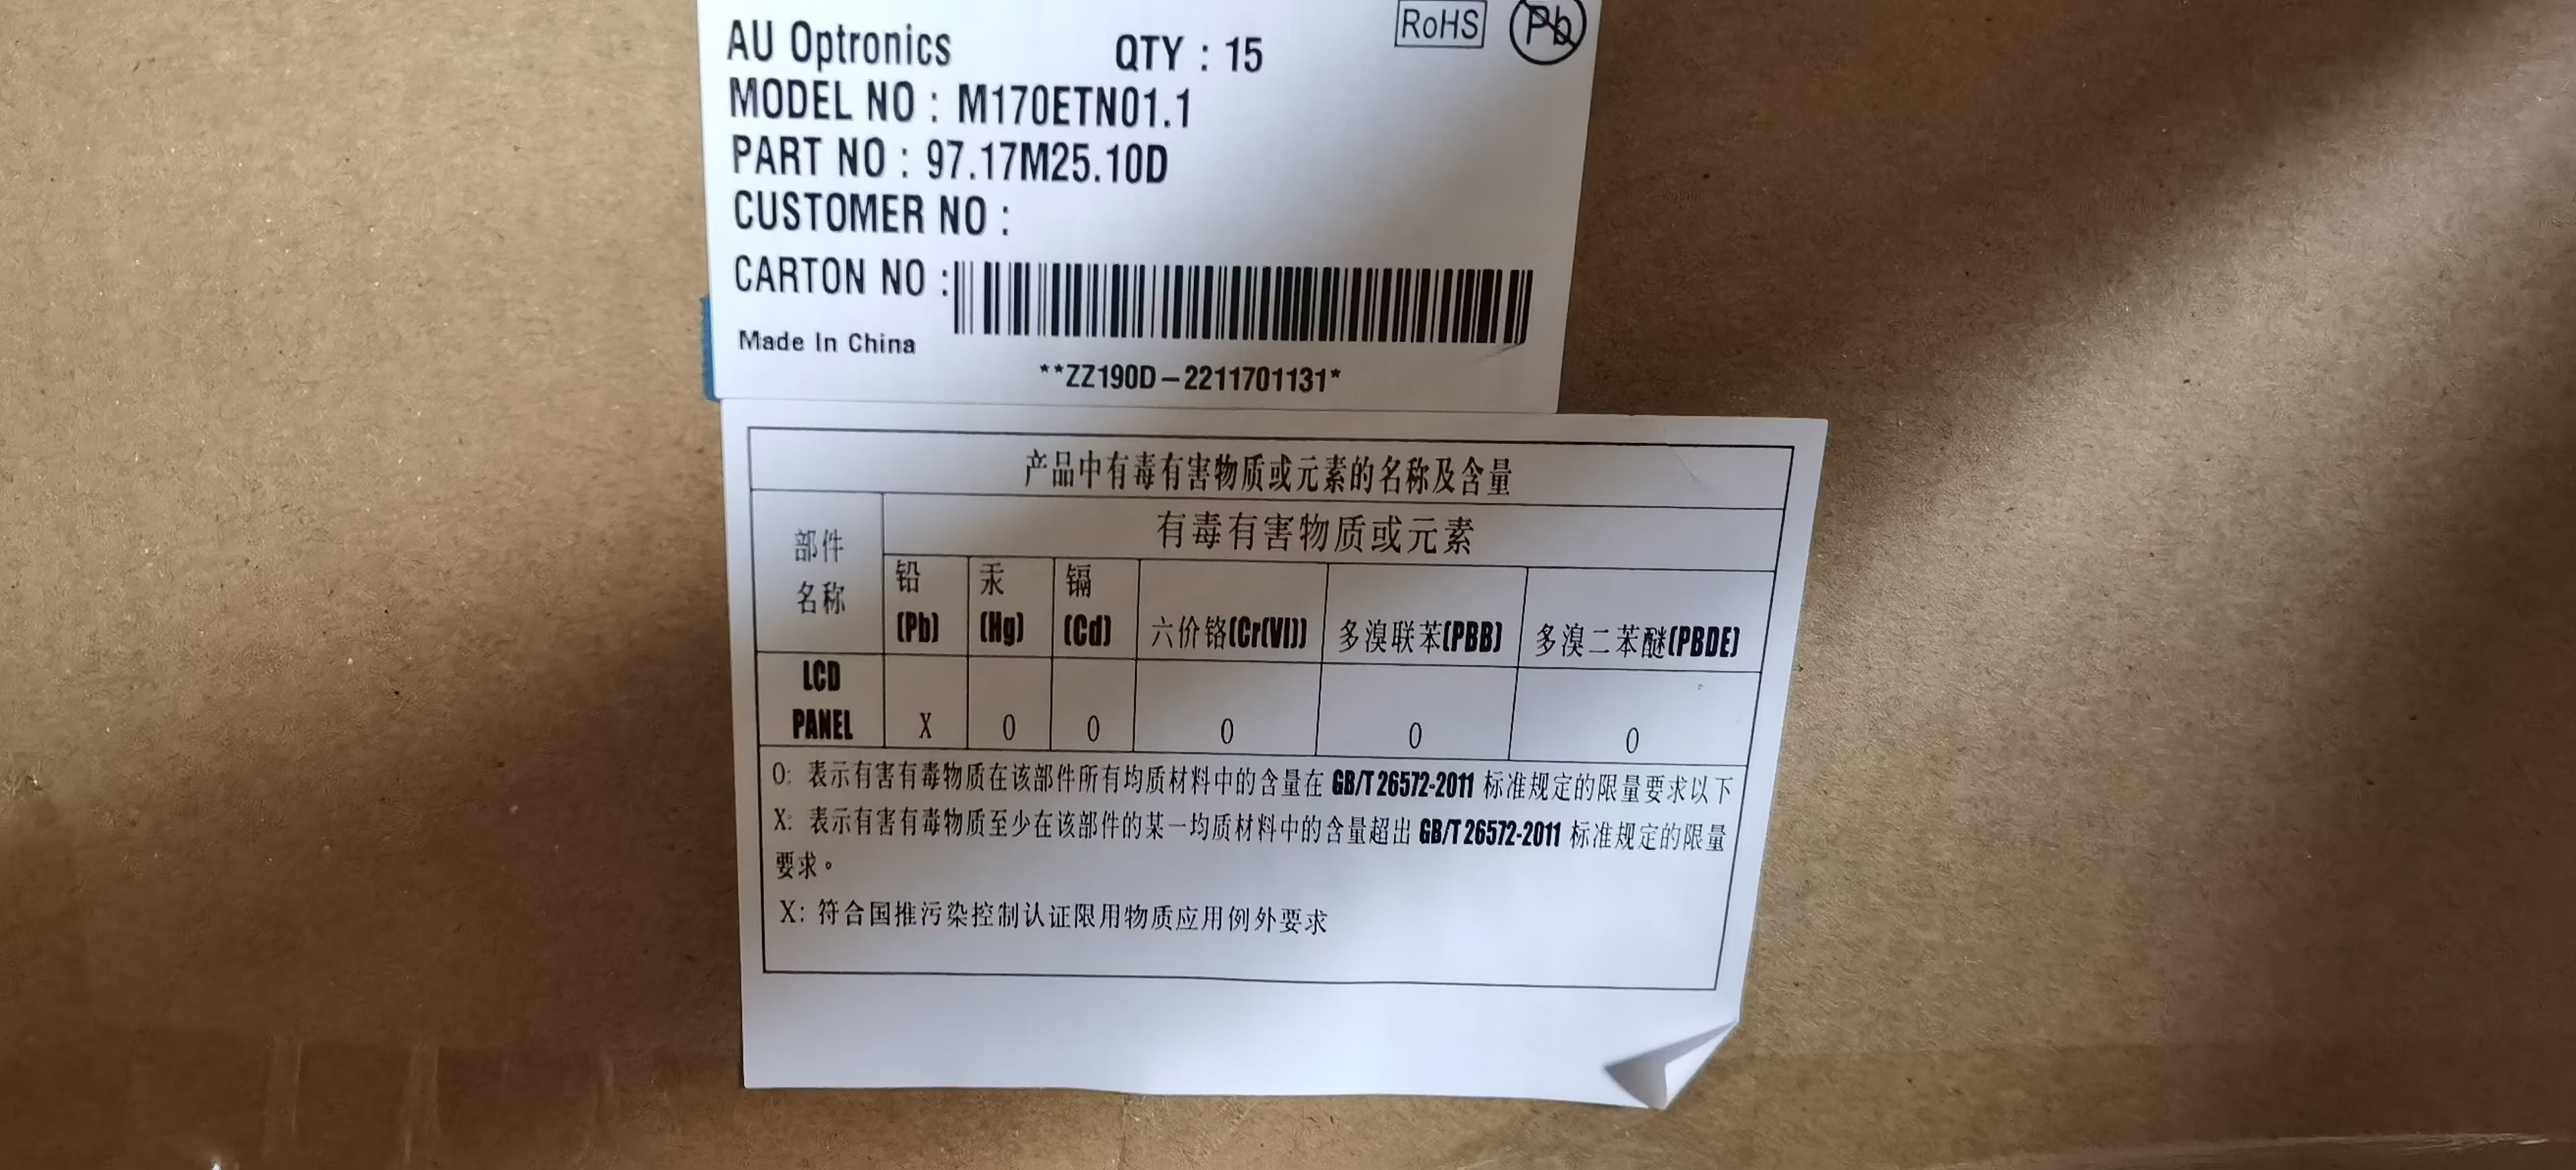 AU Optronics QTY : 15 RoHS Pb
MODEL NO : M170ETN01.1
PART NO : 97.17M25.10D
CUSTOMER NO :
CARTON NO :
Made In China
**ZZ190D-2211701131*
产品中有毒有害物质或元素的名称及含量
部件
名称
有毒有害物质或元素
铅
(Pb)
汞
(Hg)
镉
(Cd)
六价铬(Cr(VI))
多溴联苯(PBB)
多溴二苯醚(PBDE)
LCD
PANEL X 0 0 0 0 0
0: 表示有害有毒物质在该部件所有均质材料中的含量在 GB/T 26572-2011 标准规定的限量要求以下
X: 表示有害有毒物质至少在该部件的某一均质材料中的含量超出 GB/T 26572-2011 标准规定的限量
要求。
X: 符合国推污染控制认证限用物质应用例外要求